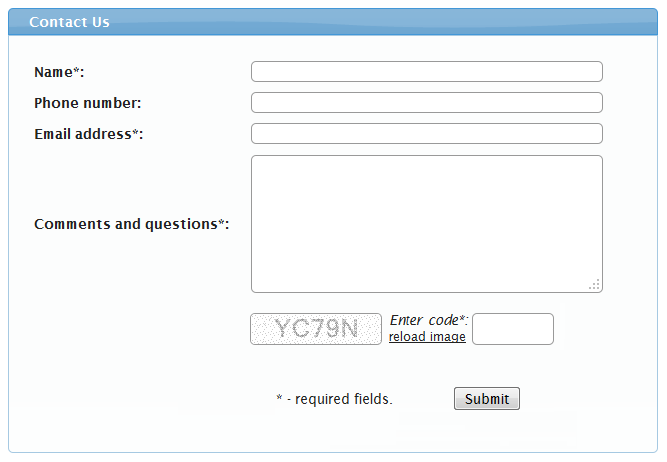 Contact Us
Name*:
Phone number:
Email address*:
Comments and questions*:
YC79N
Enter code*:
reload image
* - required fields.
Submit